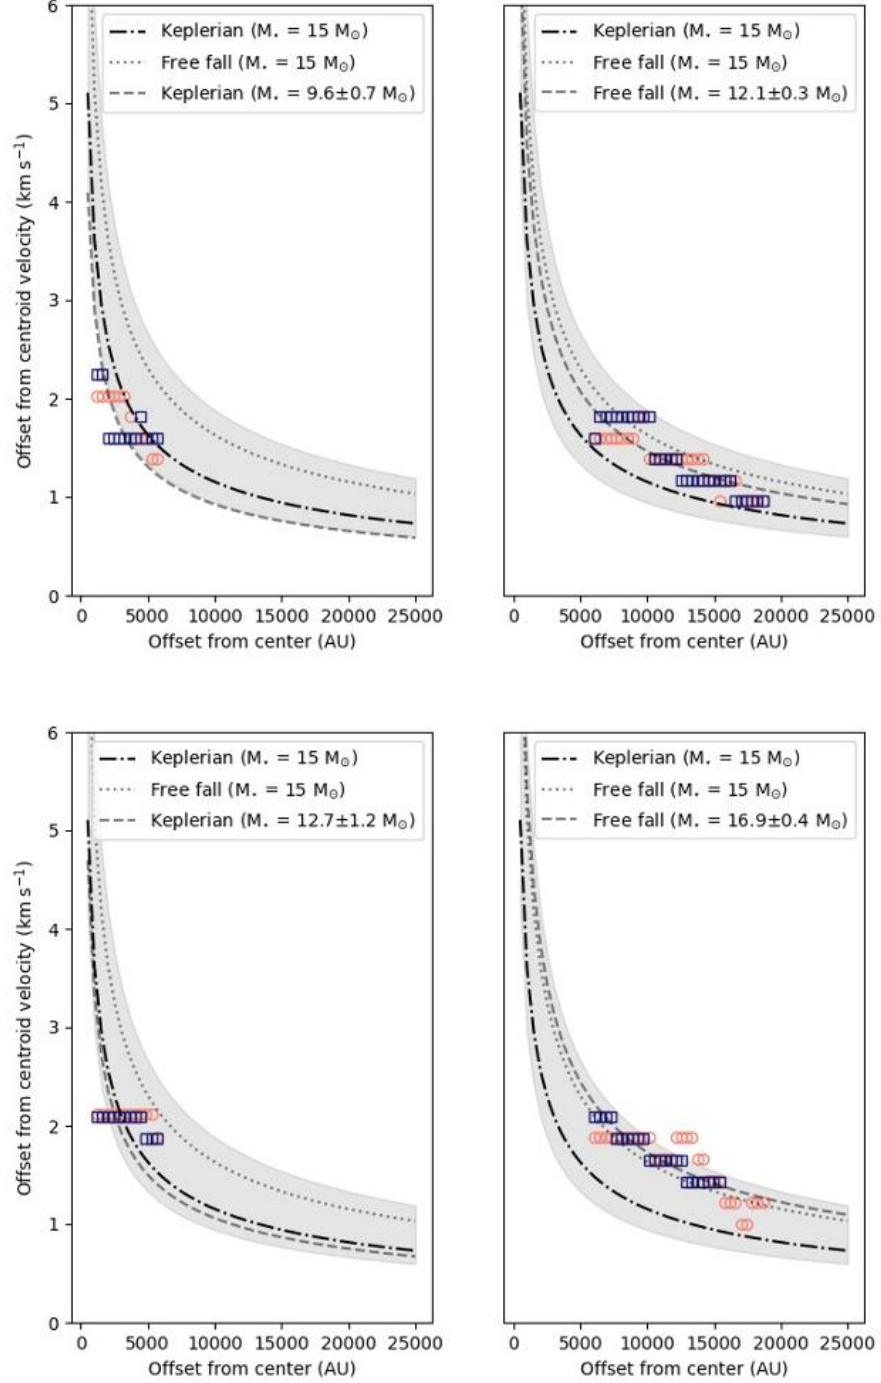 Keplerian (M⋆ = 15 M☉)
Free fall (M⋆ = 15 M☉)
Keplerian (M⋆ = 9.6±0.7 M☉)
Offset from centroid velocity (km s⁻¹)
6
5
4
3
2
1
0
0 5000 10000 15000 20000 25000
Offset from center (AU)
Keplerian (M⋆ = 15 M☉)
Free fall (M⋆ = 15 M☉)
Free fall (M⋆ = 12.1±0.3 M☉)
0 5000 10000 15000 20000 25000
Offset from center (AU)
Keplerian (M⋆ = 15 M☉)
Free fall (M⋆ = 15 M☉)
Keplerian (M⋆ = 12.7±1.2 M☉)
Offset from centroid velocity (km s⁻¹)
6
5
4
3
2
1
0
0 5000 10000 15000 20000 25000
Offset from center (AU)
Keplerian (M⋆ = 15 M☉)
Free fall (M⋆ = 15 M☉)
Free fall (M⋆ = 16.9±0.4 M☉)
0 5000 10000 15000 20000 25000
Offset from center (AU)